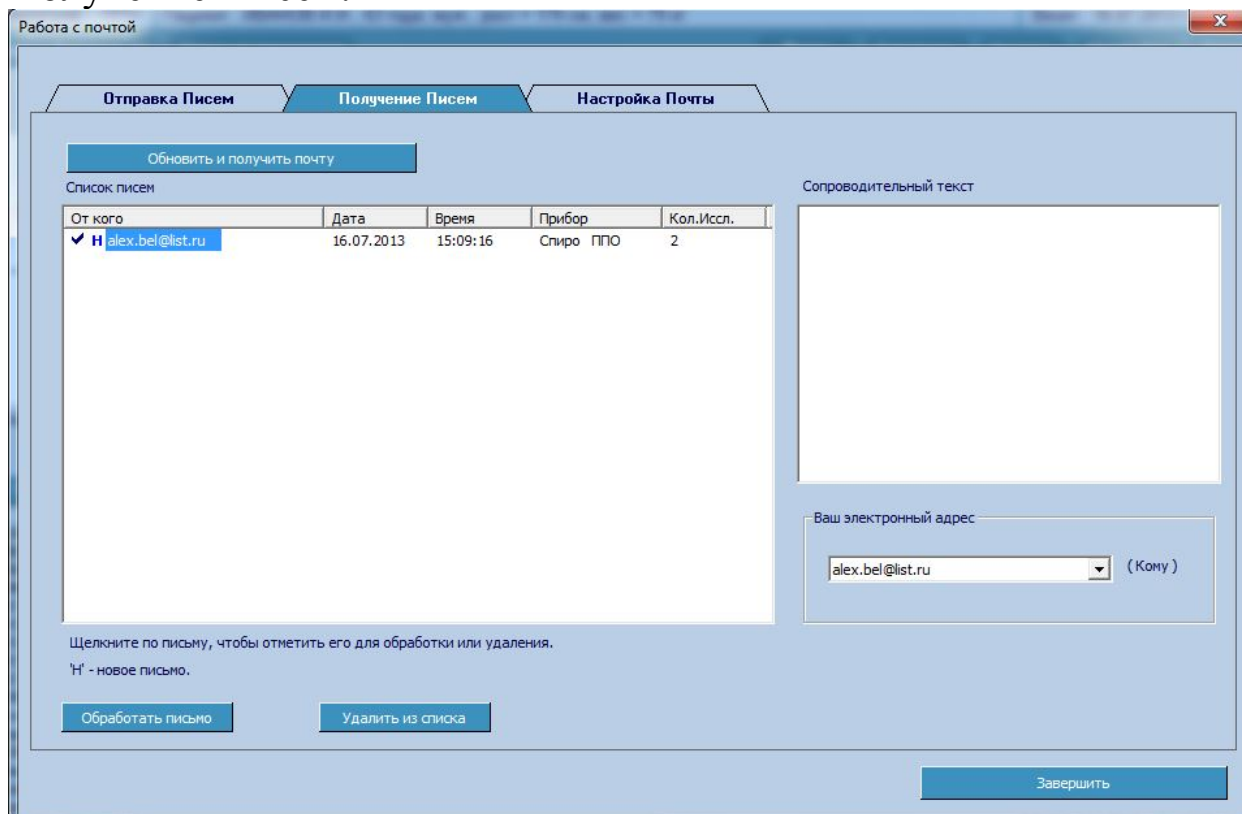 Работа с почтой
Отправка Писем Получение Писем Настройка Почты
Обновить и получить почту
Список писем
Сопроводительный текст
От кого Дата Время Прибор Кол.Иссл.
Н alex.bel@list.ru 16.07.2013 15:09:16 Спиро ППО 2
Ваш электронный адрес
alex.bel@list.ru (Кому)
Щелкните по письму, чтобы отметить его для обработки или удаления.
'Н' - новое письмо.
Обработать письмо Удалить из списка
Завершить